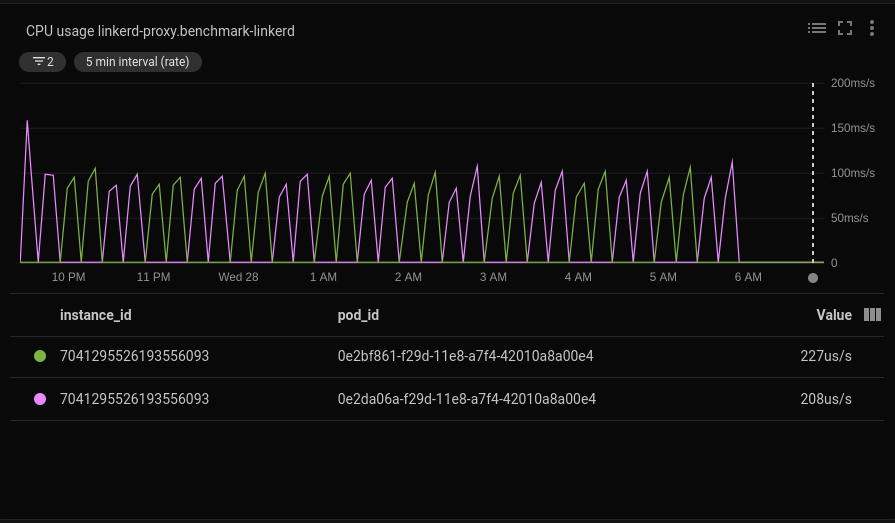 CPU usage linkerd-proxy.benchmark-linkerd
2 5 min interval (rate)
200ms/s
150ms/s
100ms/s
50ms/s
0
10 PM 11 PM Wed 28 1 AM 2 AM 3 AM 4 AM 5 AM 6 AM
instance_id pod_id Value
7041295526193556093 0e2bf861-f29d-11e8-a7f4-42010a8a00e4 227us/s
7041295526193556093 0e2da06a-f29d-11e8-a7f4-42010a8a00e4 208us/s